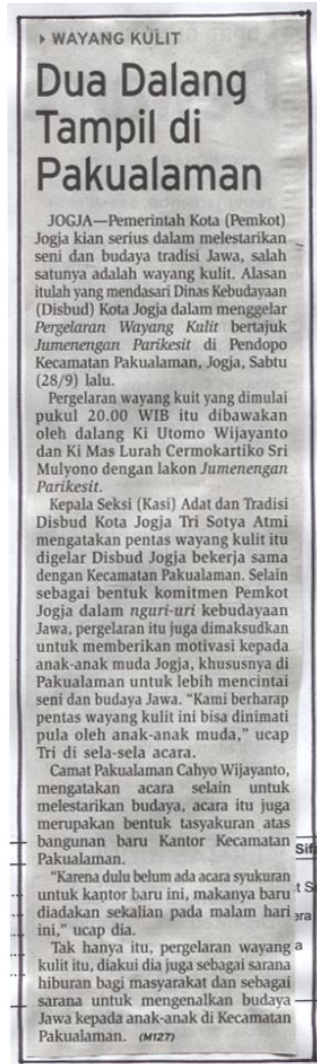 WAYANG KULIT
Dua Dalang
Tampil di
Pakualaman
JOGJA—Pemerintah Kota (Pemkot)
Jogja kian serius dalam melestarikan
seni dan budaya tradisi Jawa, salah
satunya adalah wayang kulit. Alasan
itulah yang mendasari Dinas Kebudayaan
(Disbud) Kota Jogja dalam menggelar
Pergelaran Wayang Kulit bertajuk
Jumenengan Parikesit di Pendopo
Kecamatan Pakualaman, Jogja, Sabtu
(28/9) lalu.
Pergelaran wayang kuit yang dimulai
pukul 20.00 WIB itu dibawakan
oleh dalang Ki Utomo Wijayanto
dan Ki Mas Lurah Cermokartiko Sri
Mulyono dengan lakon Jumenengan
Parikesit.
Kepala Seksi (Kasi) Adat dan Tradisi
Disbud Kota Jogja Tri Sotya Atmi
mengatakan pentas wayang kulit itu
digelar Disbud Jogja bekerja sama
dengan Kecamatan Pakualaman. Selain
sebagai bentuk komitmen Pemkot
Jogja dalam nguri-uri kebudayaan
Jawa, pergelaran itu juga dimaksudkan
untuk memberikan motivasi kepada
anak-anak muda Jogja, khususnya di
Pakualaman untuk lebih mencintai
seni dan budaya Jawa. “Kami berharap
pentas wayang kulit ini bisa dinimati
pula oleh anak-anak muda,” ucap
Tri di sela-sela acara.
Camat Pakualaman Cahyo Wijayanto,
mengatakan acara selain untuk
melestarikan budaya, acara itu juga
merupakan bentuk tasyakuran atas
bangunan baru Kantor Kecamatan
Pakualaman.
“Karena dulu belum ada acara syukuran
untuk kantor baru ini, makanya baru
diadakan sekalian pada malam hari
ini,” ucap dia.
Tak hanya itu, pergelaran wayang
kulit itu, diakui dia juga sebagai sarana
hiburan bagi masyarakat dan sebagai
sarana untuk mengenalkan budaya
Jawa kepada anak-anak di Kecamatan
Pakualaman. (M127)